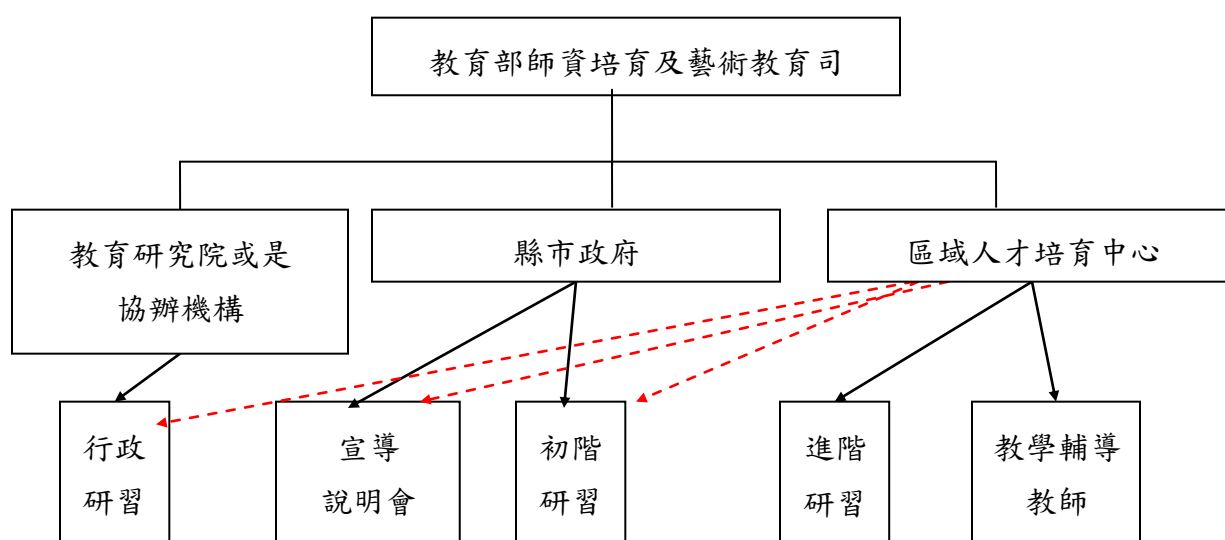 教育部師資培育及藝術教育司
教育研究院或是
協辦機構
縣市政府
區域人才培育中心
行政
研習
宣導
說明會
初階
研習
進階
研習
教學輔導
教師